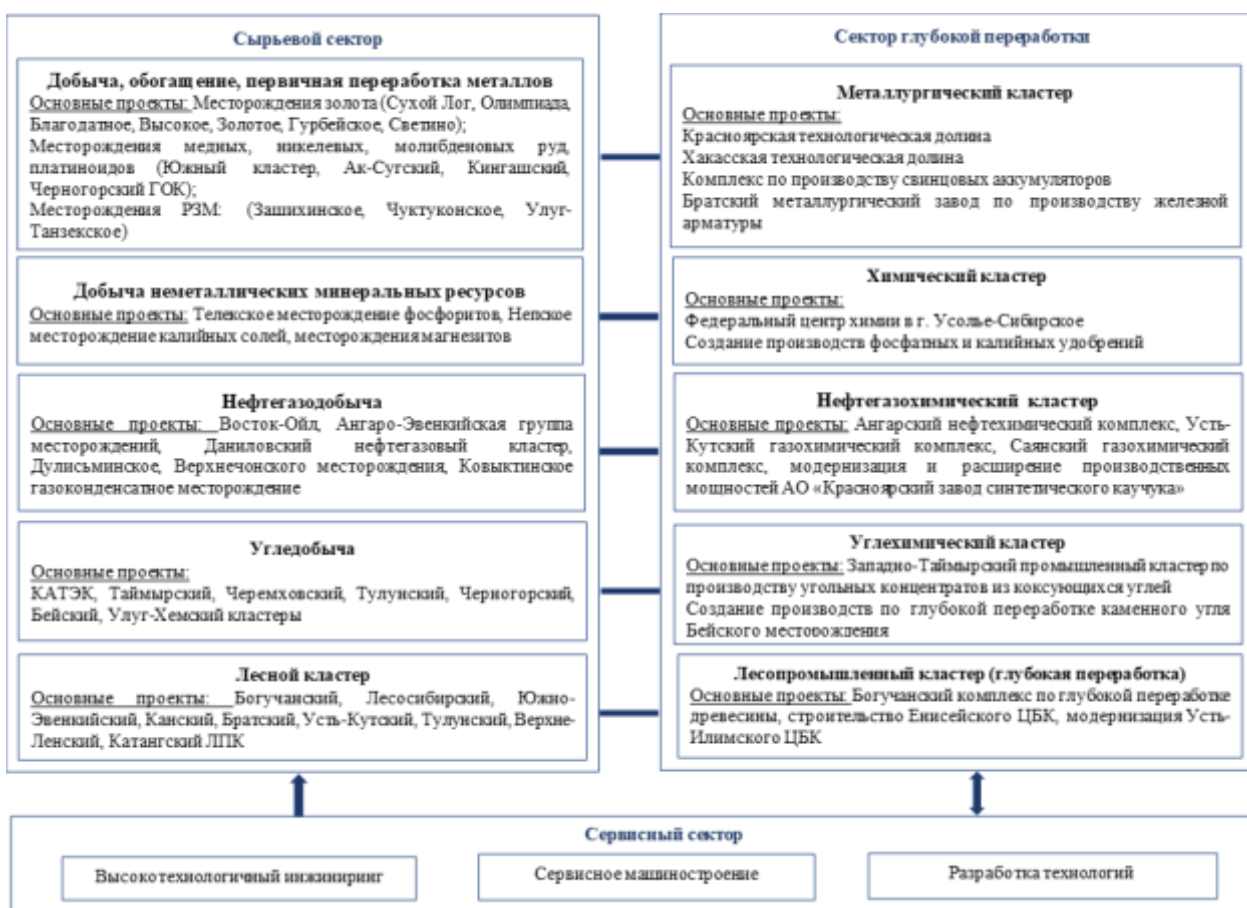 Сырьевой сектор
Добыча, обогащение, первичная переработка металлов
Основные проекты: Месторождения золота (Сухой Лог, Олимпиада,
Благодатное, Высокое, Золотое, Гурбейское, Светино);
Месторождения медных, никелевых, молибденовых руд,
платиноидов (Южный кластер, Ак-Сугский, Кингашский,
Черногорский ГОК);
Месторождения РЗМ: (Зашихинское, Чуктуконское, Улуг-
Танзекское)
Добыча неметаллических минеральных ресурсов
Основные проекты: Телекское месторождение фосфоритов, Непское
месторождение калийных солей, месторождения магнезитов
Нефтегазодобыча
Основные проекты: Восток-Ойл, Ангаро-Эвенкийская группа
месторождений, Даниловский нефтегазовый кластер,
Дулисьминское, Верхнечонского месторождения, Ковыктинское
газоконденсатное месторождение
Угледобыча
Основные проекты:
КАТЭК, Таймырский, Черемховский, Тулунский, Черногорский,
Бейский, Улуг-Хемский кластеры
Лесной кластер
Основные проекты: Богучанский, Лесосибирский, Южно-
Эвенкийский, Канский, Братский, Усть-Кутский, Тулунский, Верхне-
Ленский, Катангский ЛПК
Сектор глубокой переработки
Металлургический кластер
Основные проекты:
Красноярская технологическая долина
Хакасская технологическая долина
Комплекс по производству свинцовых аккумуляторов
Братский металлургический завод по производству железной
арматуры
Химический кластер
Основные проекты:
Федеральный центр химии в г. Усолье-Сибирское
Создание производств фосфатных и калийных удобрений
Нефтегазохимический кластер
Основные проекты: Ангарский нефтехимический комплекс, Усть-
Кутский газохимический комплекс, Саянский газохимический
комплекс, модернизация и расширение производственных
мощностей АО «Красноярский завод синтетического каучука»
Углехимический кластер
Основные проекты: Западно-Таймырский промышленный кластер по
производству угольных концентратов из коксующихся углей
Создание производств по глубокой переработке каменного угля
Бейского месторождения
Лесопромышленный кластер (глубокая переработка)
Основные проекты: Богучанский комплекс по глубокой переработке
древесины, строительство Енисейского ЦБК, модернизация Усть-
Илимского ЦБК
Сервисный сектор
Высокотехнологичный инжиниринг
Сервисное машиностроение
Разработка технологий